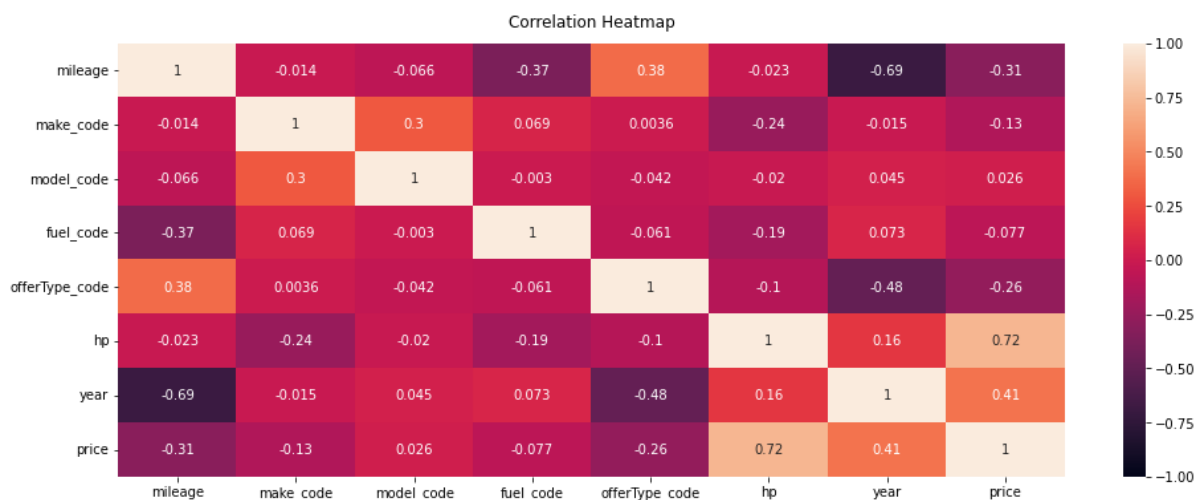 Correlation Heatmap
mileage 1 -0.014 -0.066 -0.37 0.38 -0.023 -0.69 -0.31
make_code -0.014 1 0.3 0.069 0.0036 -0.24 -0.015 -0.13
model_code -0.066 0.3 1 -0.003 -0.042 -0.02 0.045 0.026
fuel_code -0.37 0.069 -0.003 1 -0.061 -0.19 0.073 -0.077
offerType_code 0.38 0.0036 -0.042 -0.061 1 -0.1 -0.48 -0.26
hp -0.023 -0.24 -0.02 -0.19 -0.1 1 0.16 0.72
year -0.69 -0.015 0.045 0.073 -0.48 0.16 1 0.41
price -0.31 -0.13 0.026 -0.077 -0.26 0.72 0.41 1
mileage make_code model_code fuel_code offerType_code hp year price
1.00
0.75
0.50
0.25
0.00
-0.25
-0.50
-0.75
-1.00